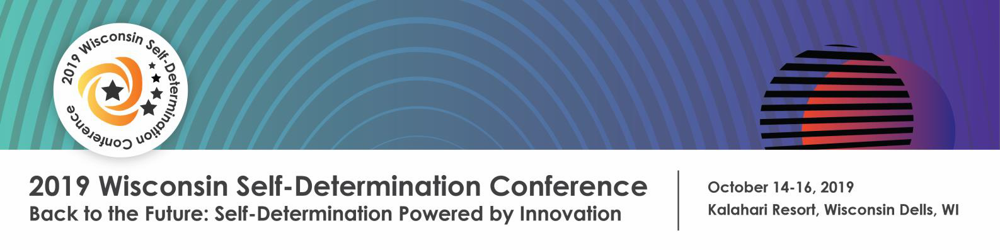 2019 Wisconsin Self-Determination Conference
2019 Wisconsin Self-Determination Conference
Back to the Future: Self-Determination Powered by Innovation
October 14-16, 2019
Kalahari Resort, Wisconsin Dells, WI